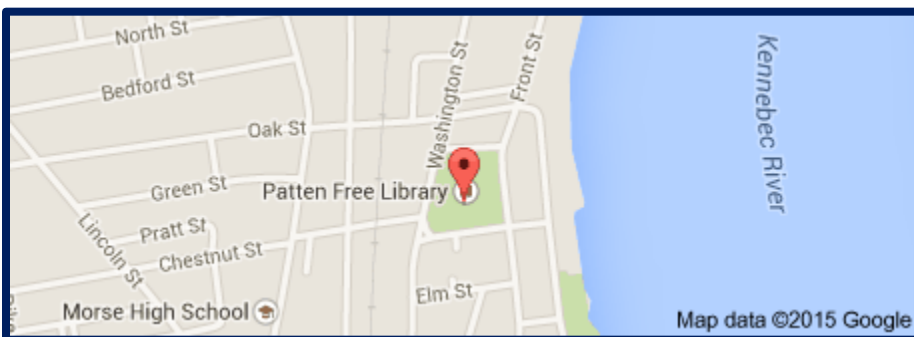 North St
Bedford St
Oak St
Green St
Pratt St
Lincoln St
Chestnut St
Morse High School
Washington St
Front St
Patten Free Library
Elm St
Kennebec River
Map data ©2015 Google